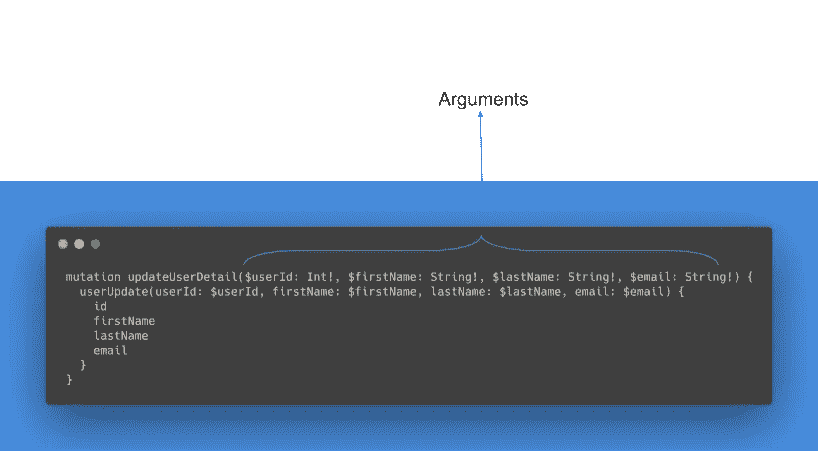 Arguments
mutation updateUserDetail($userId: Int!, $firstName: String!, $lastName: String!, $email: String!) {
userUpdate(userId: $userId, firstName: $firstName, lastName: $lastName, email: $email) {
id
firstName
lastName
email
}
}